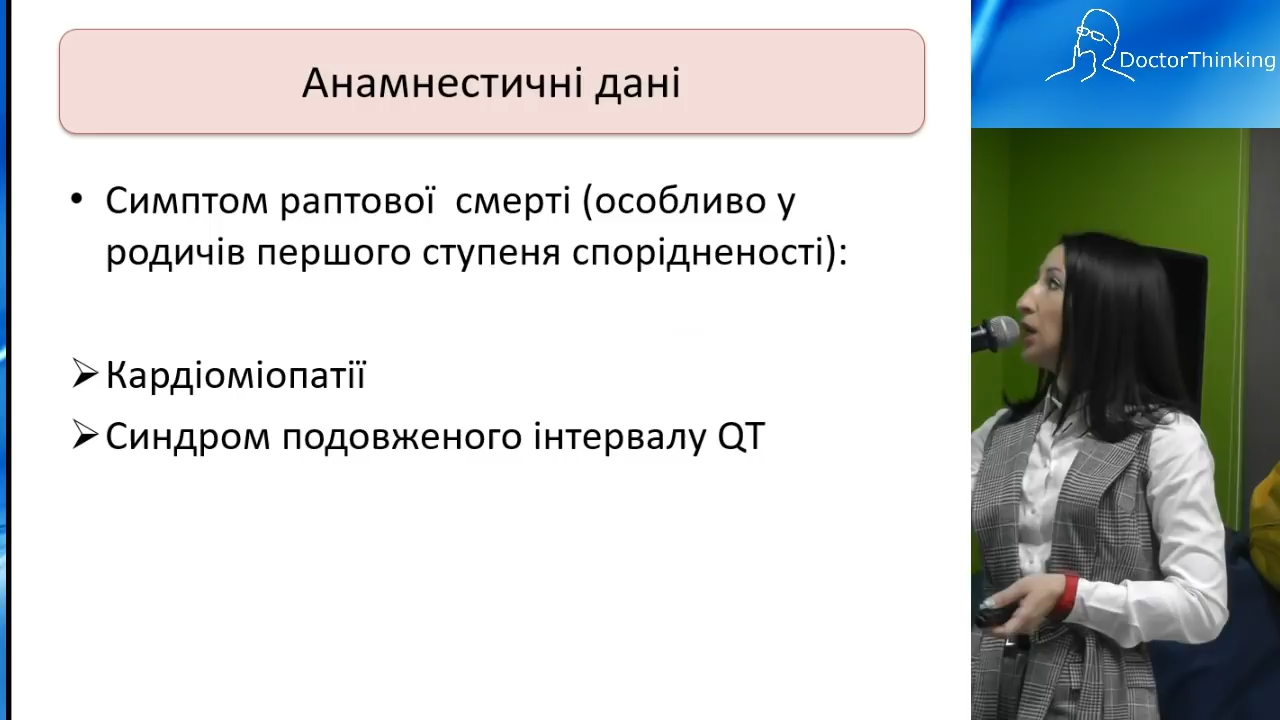 Анамнестичні дані
• Симптом раптової смерті (особливо у
родичів першого ступеня спорідненості):
➢ Кардіоміопатії
➢ Синдром подовженого інтервалу QT
DoctorThinking